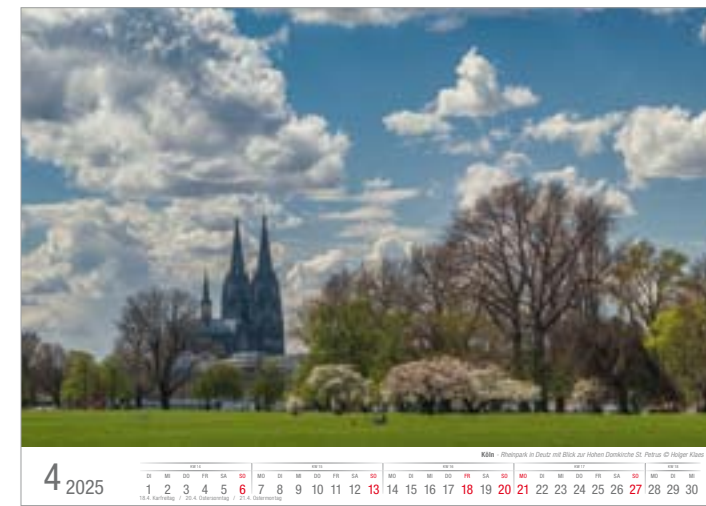 Köln - Rheinpark in Deutz mit Blick zur Hohen Domkirche St. Petrus © Holger Klaes
4 2025
KW 15 KW 16 KW 17 KW 18
DI MI DO FR SA SO MO DI MI DO FR SA SO MO DI MI DO FR SA SO MO DI MI DO FR SA SO MO DI MI
1 2 3 4 5 6 7 8 9 10 11 12 13 14 15 16 17 18 19 20 21 22 23 24 25 26 27 28 29 30
18.4. Karfreitag / 20.4. Ostersonntag / 21.4. Ostermontag